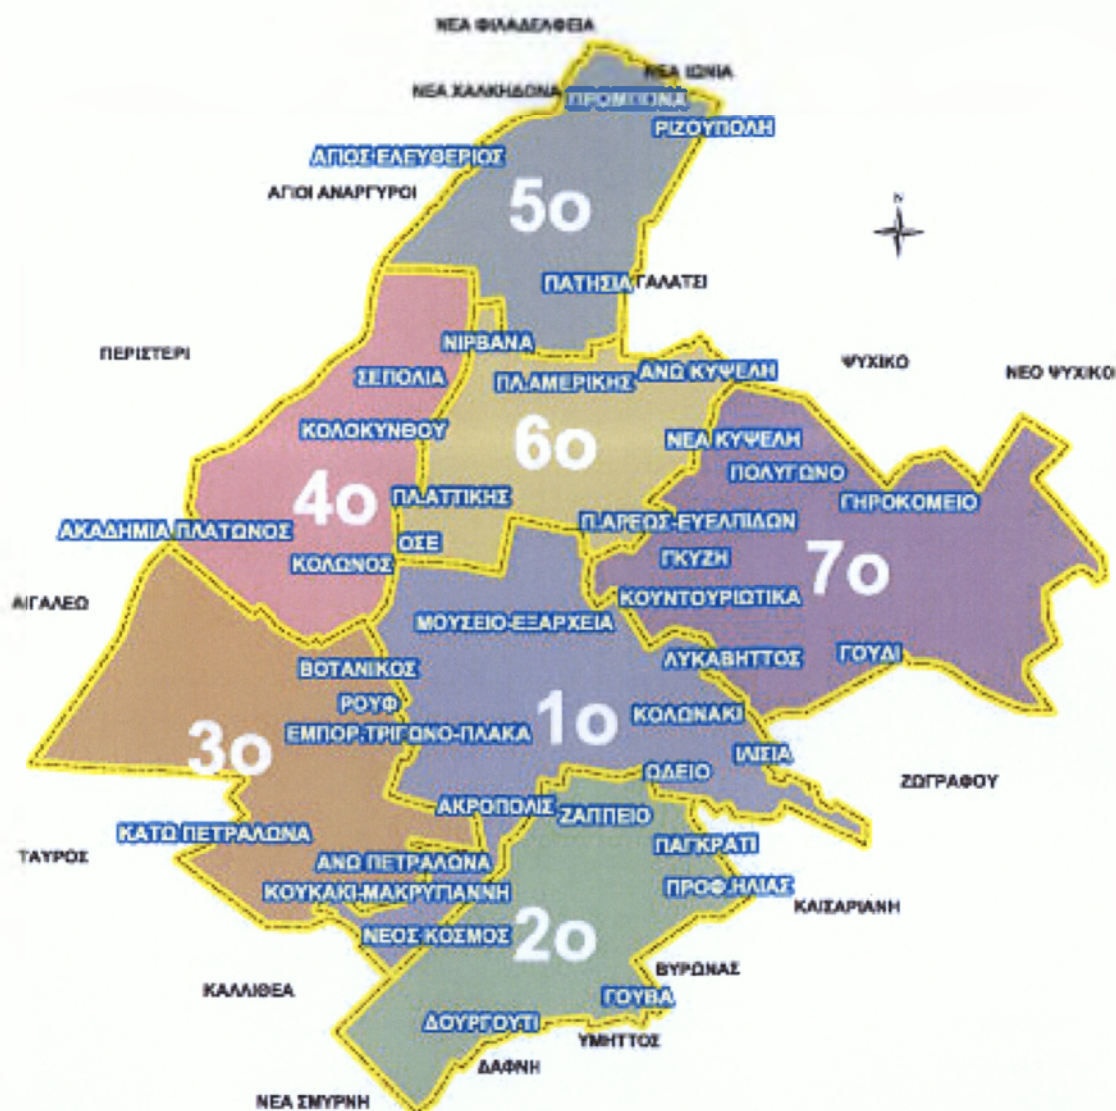 ΝΕΑ ΦΙΛΑΔΕΛΦΕΙΑ
ΝΕΑ ΙΩΝΙΑ
ΝΕΑ ΧΑΛΚΗΔΟΝΑ
ΠΡΟΜΠΟΝΑ
ΡΙΖΟΥΠΟΛΗ
ΑΓΙΟΣ ΕΛΕΥΘΕΡΙΟΣ
ΑΓΙΟΙ ΑΝΑΡΓΥΡΟΙ
5ο
N
ΠΑΤΗΣΙΑ
ΓΑΛΑΤΣΙ
ΝΙΡΒΑΝΑ
ΠΕΡΙΣΤΕΡΙ
ΨΥΧΙΚΟ
ΝΕΟ ΨΥΧΙΚΟ
ΣΕΠΟΛΙΑ
ΠΛ.ΑΜΕΡΙΚΗΣ
ΑΝΩ ΚΥΨΕΛΗ
ΚΟΛΟΚΥΝΘΟΥ
6ο
ΝΕΑ ΚΥΨΕΛΗ
ΠΟΛΥΓΩΝΟ
4ο
ΠΛ.ΑΤΤΙΚΗΣ
ΓΗΡΟΚΟΜΕΙΟ
ΑΚΑΔΗΜΙΑ ΠΛΑΤΩΝΟΣ
ΟΣΕ
Π.ΑΡΕΩΣ-ΕΥΕΛΠΙΔΩΝ
ΚΟΛΩΝΟΣ
ΓΚΥΖΗ
7ο
ΑΙΓΑΛΕΩ
ΚΟΥΝΤΟΥΡΙΩΤΙΚΑ
ΜΟΥΣΕΙΟ-ΕΞΑΡΧΕΙΑ
ΒΟΤΑΝΙΚΟΣ
ΛΥΚΑΒΗΤΤΟΣ
ΓΟΥΔΙ
ΡΟΥΦ
3ο
ΕΜΠΟΡ.ΤΡΙΓΩΝΟ-ΠΛΑΚΑ
1ο
ΚΟΛΩΝΑΚΙ
ΙΛΙΣΙΑ
ΩΔΕΙΟ
ΖΩΓΡΑΦΟΥ
ΑΚΡΟΠΟΛΙΣ
ΖΑΠΠΕΙΟ
ΚΑΤΩ ΠΕΤΡΑΛΩΝΑ
ΤΑΥΡΟΣ
ΑΝΩ ΠΕΤΡΑΛΩΝΑ
ΠΑΓΚΡΑΤΙ
ΚΟΥΚΑΚΙ-ΜΑΚΡΥΓΙΑΝΝΗ
ΠΡΟΦ.ΗΛΙΑΣ
ΚΑΙΣΑΡΙΑΝΗ
ΝΕΟΣ ΚΟΣΜΟΣ
2ο
ΒΥΡΩΝΑΣ
ΚΑΛΛΙΘΕΑ
ΓΟΥΒΑ
ΔΟΥΡΓΟΥΤΙ
ΥΜΗΤΤΟΣ
ΔΑΦΝΗ
ΝΕΑ ΣΜΥΡΝΗ